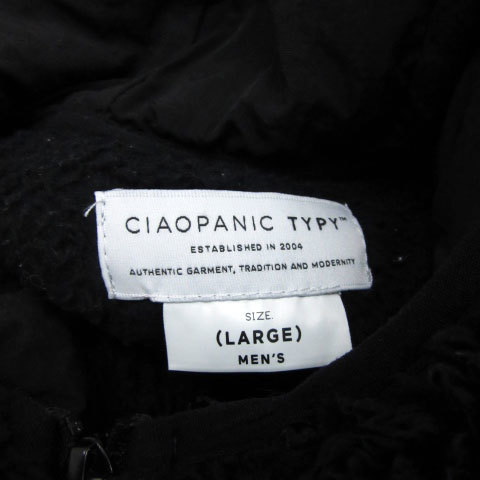 CIAOPANIC TYPY™
ESTABLISHED IN 2004
AUTHENTIC GARMENT, TRADITION AND MODERNITY
SIZE.
(LARGE)
MEN'S